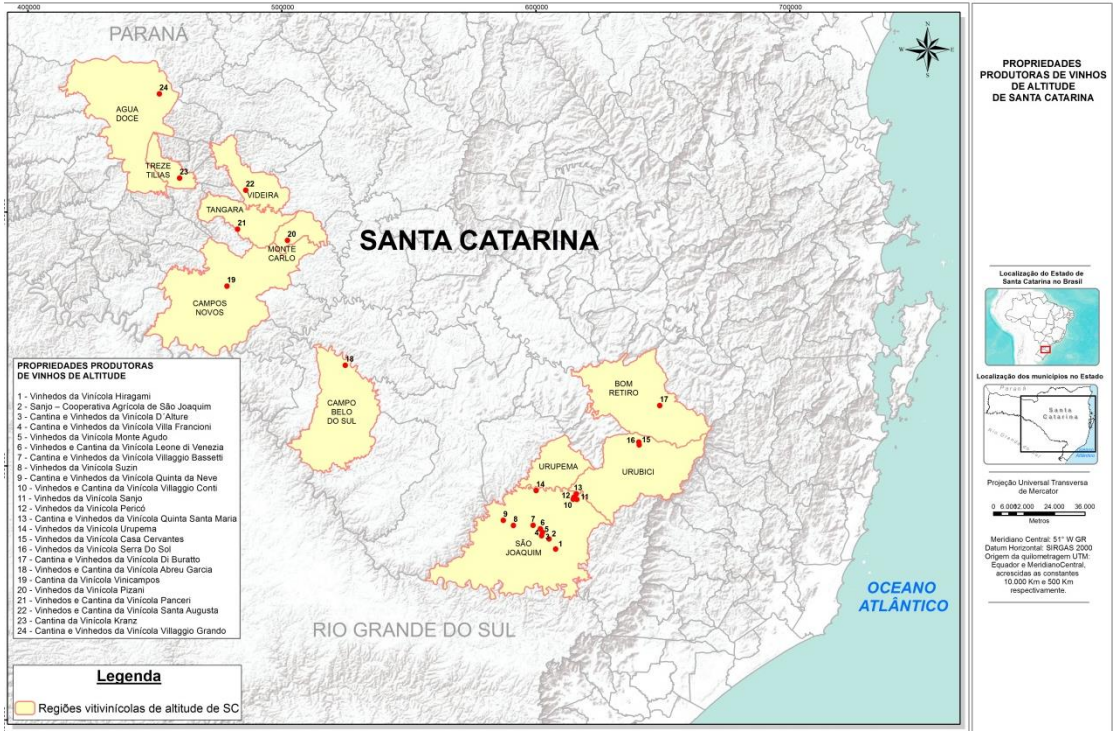 400000
500000
600000
700000
PARANÁ
N
W
E
S
24
AGUA
DOCE
TREZE
TILIAS
23
22
VIDEIRA
TANGARA
21
20
MONTE
CARLO
SANTA CATARINA
19
CAMPOS
NOVOS
18
CAMPO
BELO
DO SUL
BOM
RETIRO
17
16
15
URUBICI
URUPEMA
14
13
12
11
10
9
8
7
6
5
4
3
2
1
SÃO
JOAQUIM
RIO GRANDE DO SUL
OCEANO
ATLÂNTICO
PROPRIEDADES PRODUTORAS
DE VINHOS DE ALTITUDE
1 - Vinhedos da Vinícola Hiragami
2 - Sanjo – Cooperativa Agrícola de São Joaquim
3 - Cantina e Vinhedos da Vinícola D´Alture
4 - Cantina e Vinhedos da Vinícola Villa Francioni
5 - Vinhedos da Vinícola Monte Agudo
6 - Vinhedos e Cantina da Vinícola Leone di Venezia
7 - Cantina e Vinhedos da Vinícola Villaggio Bassetti
8 - Vinhedos da Vinícola Suzin
9 - Cantina e Vinhedos da Vinícola Quinta da Neve
10 - Vinhedos e Cantina da Vinícola Villaggio Conti
11 - Vinhedos da Vinícola Sanjo
12 - Vinhedos da Vinícola Pericó
13 - Cantina e Vinhedos da Vinícola Quinta Santa Maria
14 - Vinhedos da Vinícola Urupema
15 - Vinhedos da Vinícola Casa Cervantes
16 - Vinhedos da Vinícola Serra Do Sol
17 - Vinhedos e Cantina da Vinícola Di Buratto
18 - Vinhedos e Cantina da Vinícola Abreu Garcia
19 - Cantina da Vinícola Vinicampos
20 - Vinhedos da Vinícola Pizani
21 - Vinhedos e Cantina da Vinícola Panceri
22 - Vinhedos e Cantina da Vinícola Santa Augusta
23 - Cantina da Vinícola Kranz
24 - Cantina e Vinhedos da Vinícola Villaggio Grando
Legenda
Regiões vitivinícolas de altitude de SC
PROPRIEDADES
PRODUTORAS DE VINHOS
DE ALTITUDE
DE SANTA CATARINA
Localização do Estado de
Santa Catarina no Brasil
Localização dos municípios no Estado
Paraná
Santa
Catarina
Rio Grande do Sul
Oceano
Atlântico
Projeção Universal Transversa
de Mercator
0 6.000 12.000 24.000 36.000
Metros
Meridiano Central: 51° W GR
Datum Horizontal: SIRGAS 2000
Origem da quilometragem UTM:
Equador e MeridianoCentral,
acrescidas as constantes
10.000 Km e 500 Km
respectivamente.